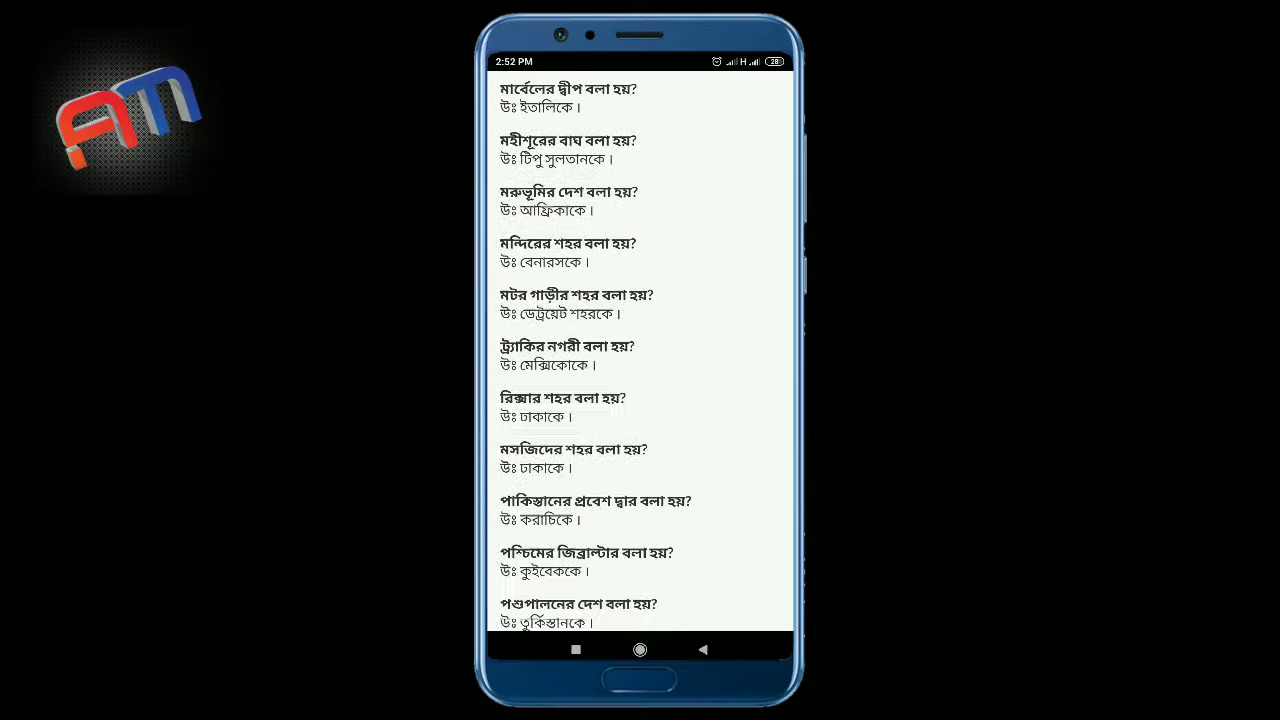 AM
2:52 PM
H
28
মার্বেলের দ্বীপ বলা হয়?
উঃ ইতালিকে ।
মহীশূরের বাঘ বলা হয়?
উঃ টিপু সুলতানকে ।
মরুভূমির দেশ বলা হয়?
উঃ আফ্রিকাকে ।
মন্দিরের শহর বলা হয়?
উঃ বেনারসকে ।
মটর গাড়ীর শহর বলা হয়?
উঃ ডেট্রয়েট শহরকে ।
ট্র্যাকির নগরী বলা হয়?
উঃ মেক্সিকোকে ।
রিক্সার শহর বলা হয়?
উঃ ঢাকাকে ।
মসজিদের শহর বলা হয়?
উঃ ঢাকাকে ।
পাকিস্তানের প্রবেশ দ্বার বলা হয়?
উঃ করাচিকে ।
পশ্চিমের জিব্রাল্টার বলা হয়?
উঃ কুইবেককে ।
পশুপালনের দেশ বলা হয়?
উঃ তুর্কিস্তানকে ।